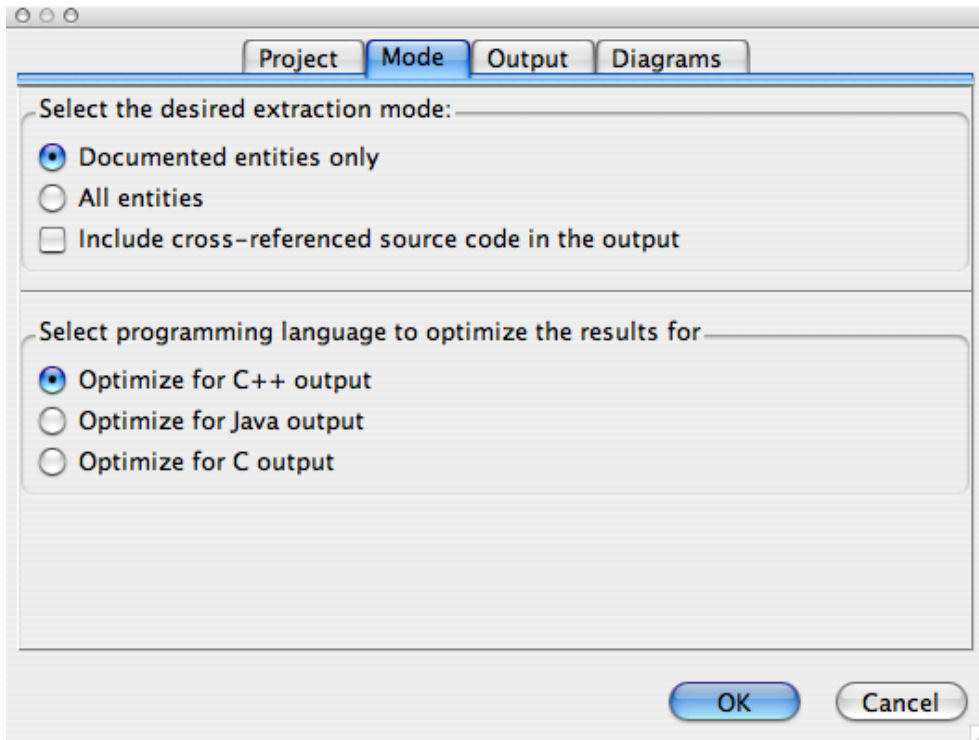 Project Mode Output Diagrams
Select the desired extraction mode:
Documented entities only
All entities
Include cross-referenced source code in the output
Select programming language to optimize the results for
Optimize for C++ output
Optimize for Java output
Optimize for C output
OK Cancel